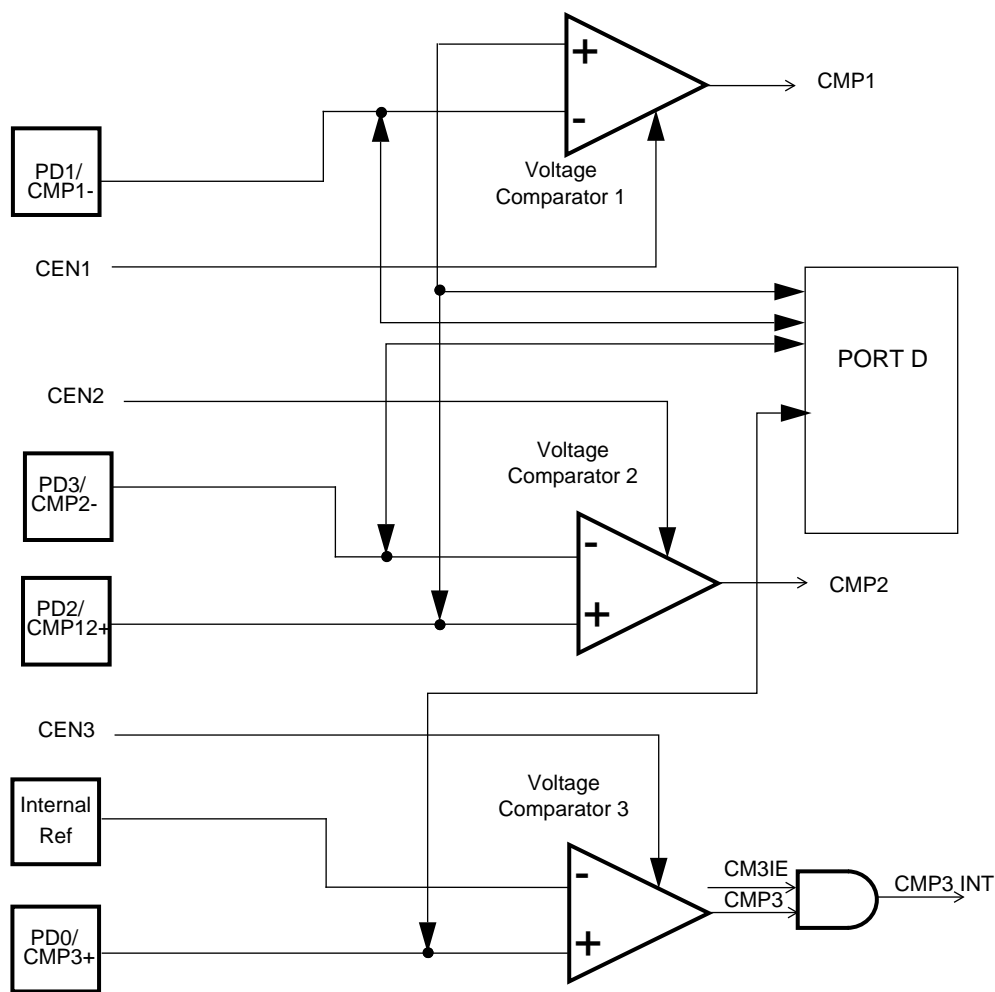 +
CMP1
-
PD1/
CMP1-
Voltage
Comparator 1
CEN1
PORT D
CEN2
Voltage
Comparator 2
PD3/
CMP2-
-
CMP2
PD2/
CMP12+
+
CEN3
Voltage
Comparator 3
Internal
Ref
-
CM3IE
CMP3
CMP3 INT
PD0/
CMP3+
+